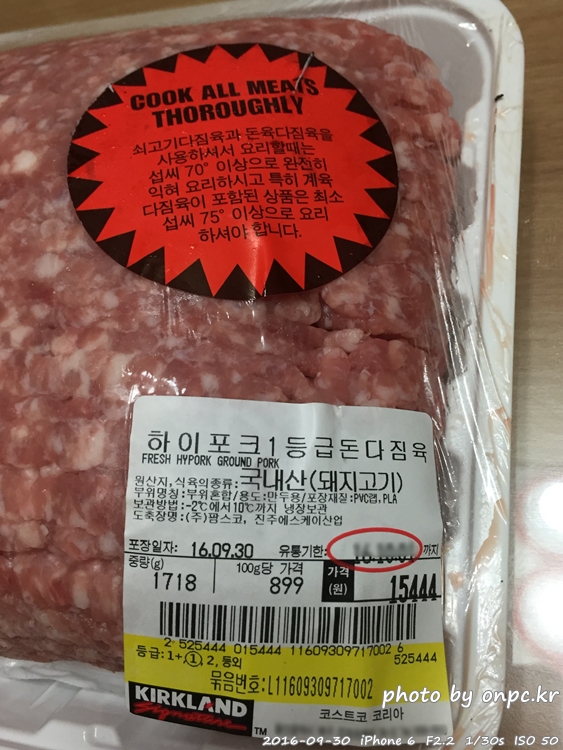 COOK ALL MEATS
THOROUGHLY
쇠고기다짐육과 돈육다짐육을
사용하셔서 요리할때는
섭씨 70° 이상으로 완전히
익혀 요리하시고 특히 계육
다짐육이 포함된 상품은 최소
섭씨 75° 이상으로 요리
하셔야 합니다.
하이포크1등급돈다짐육
FRESH HYPORK GROUND PORK
원산지,식육의종류:국내산(돼지고기)
부위명칭:부위혼합/용도:만두용/포장재질:PVC랩,PLA
보관방법:-2℃에서10℃까지 냉장보관
도축장명:(주)팜스코, 진주에스케이산업
포장일자: 16.09.30 유통기한: 까지
중량(g) 100g당 가격 가격(원)
1718 899 15444
2 525444 015444 11609309717002 6
525444
등급:1+,①2,등외
묶음번호:L11609309717002
KIRKLAND
Signature™
코스트코 코리아
photo by onpc.kr
2016-09-30 iPhone 6 F2.2 1/30s ISO 50